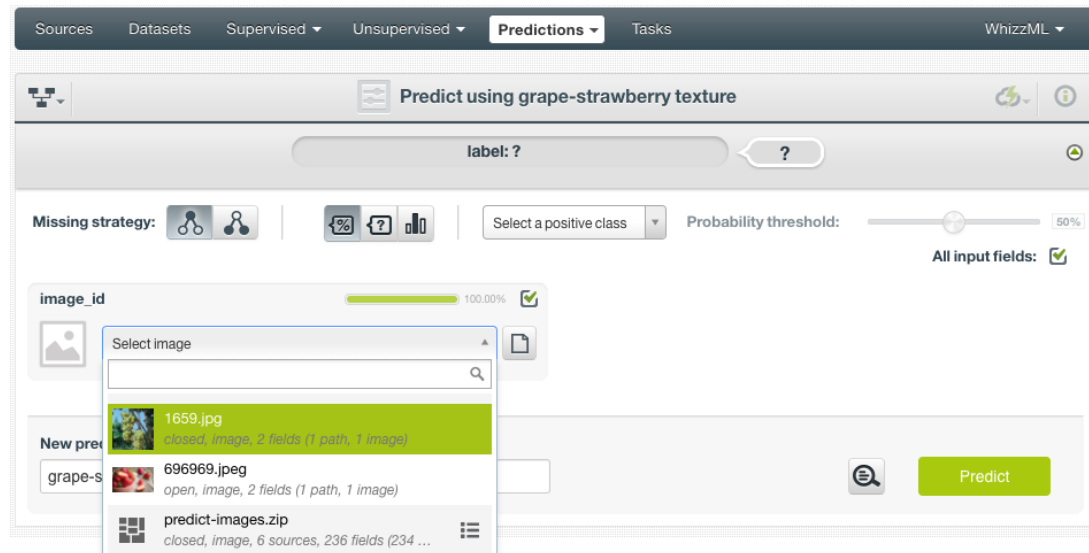 Sources Datasets Supervised Unsupervised Predictions Tasks WhizzML
Predict using grape-strawberry texture
label: ? ?
Missing strategy: % ? Select a positive class Probability threshold: 50%
All input fields:
image_id 100.00%
Select image
1659.jpg
closed, image, 2 fields (1 path, 1 image)
New pred
696969.jpeg
grape-s
open, image, 2 fields (1 path, 1 image)
Predict
predict-images.zip
closed, image, 6 sources, 236 fields (234 ...